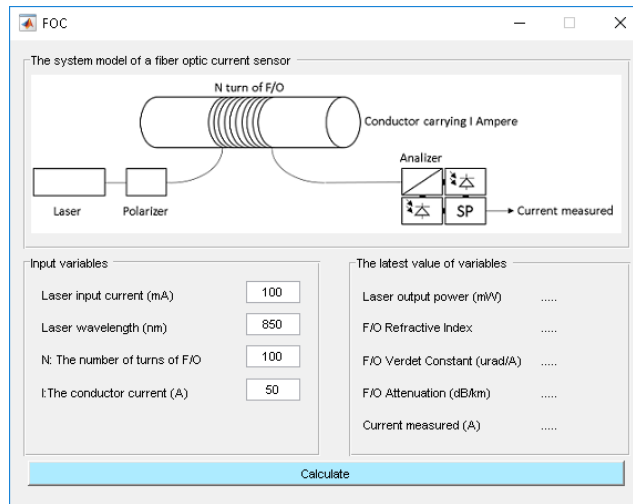 FOC
The system model of a fiber optic current sensor
N turn of F/O
Conductor carrying I Ampere
Analizer
SP
Current measured
Laser
Polarizer
Input variables
Laser input current (mA) 100
Laser wavelength (nm) 850
N: The number of turns of F/O 100
I:The conductor current (A) 50
The latest value of variables
Laser output power (mW) .....
F/O Refractive Index .....
F/O Verdet Constant (urad/A) .....
F/O Attenuation (dB/km) .....
Current measured (A) .....
Calculate